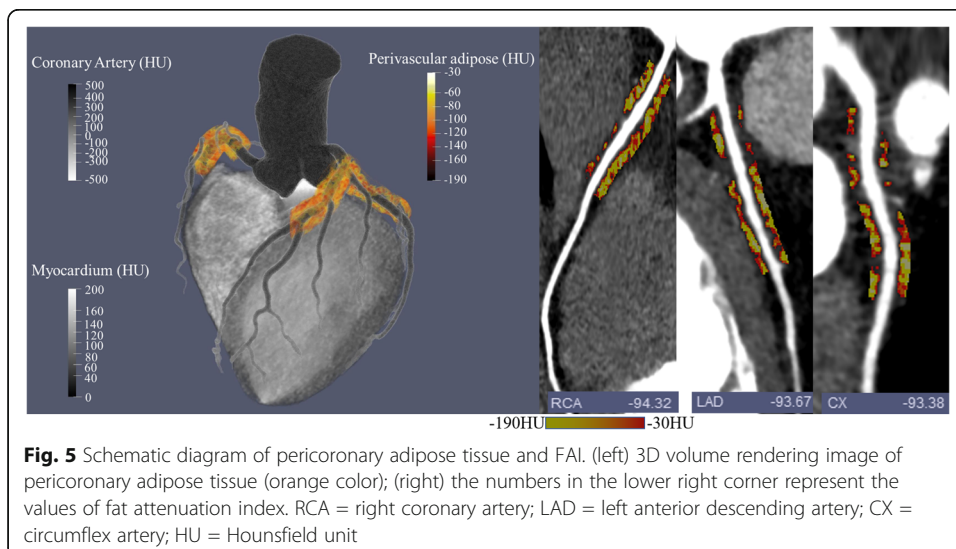 Coronary Artery (HU)
500
400
300
200
100
0
-100
-200
-300
-500
Perivascular adipose (HU)
-30
-60
-80
-100
-120
-140
-160
-190
Myocardium (HU)
200
160
140
120
100
80
60
40
0
RCA -94.32
LAD -93.67
CX -93.38
-190HU -30HU
Fig. 5 Schematic diagram of pericoronary adipose tissue and FAI. (left) 3D volume rendering image of
pericoronary adipose tissue (orange color); (right) the numbers in the lower right corner represent the
values of fat attenuation index. RCA = right coronary artery; LAD = left anterior descending artery; CX =
circumflex artery; HU = Hounsfield unit